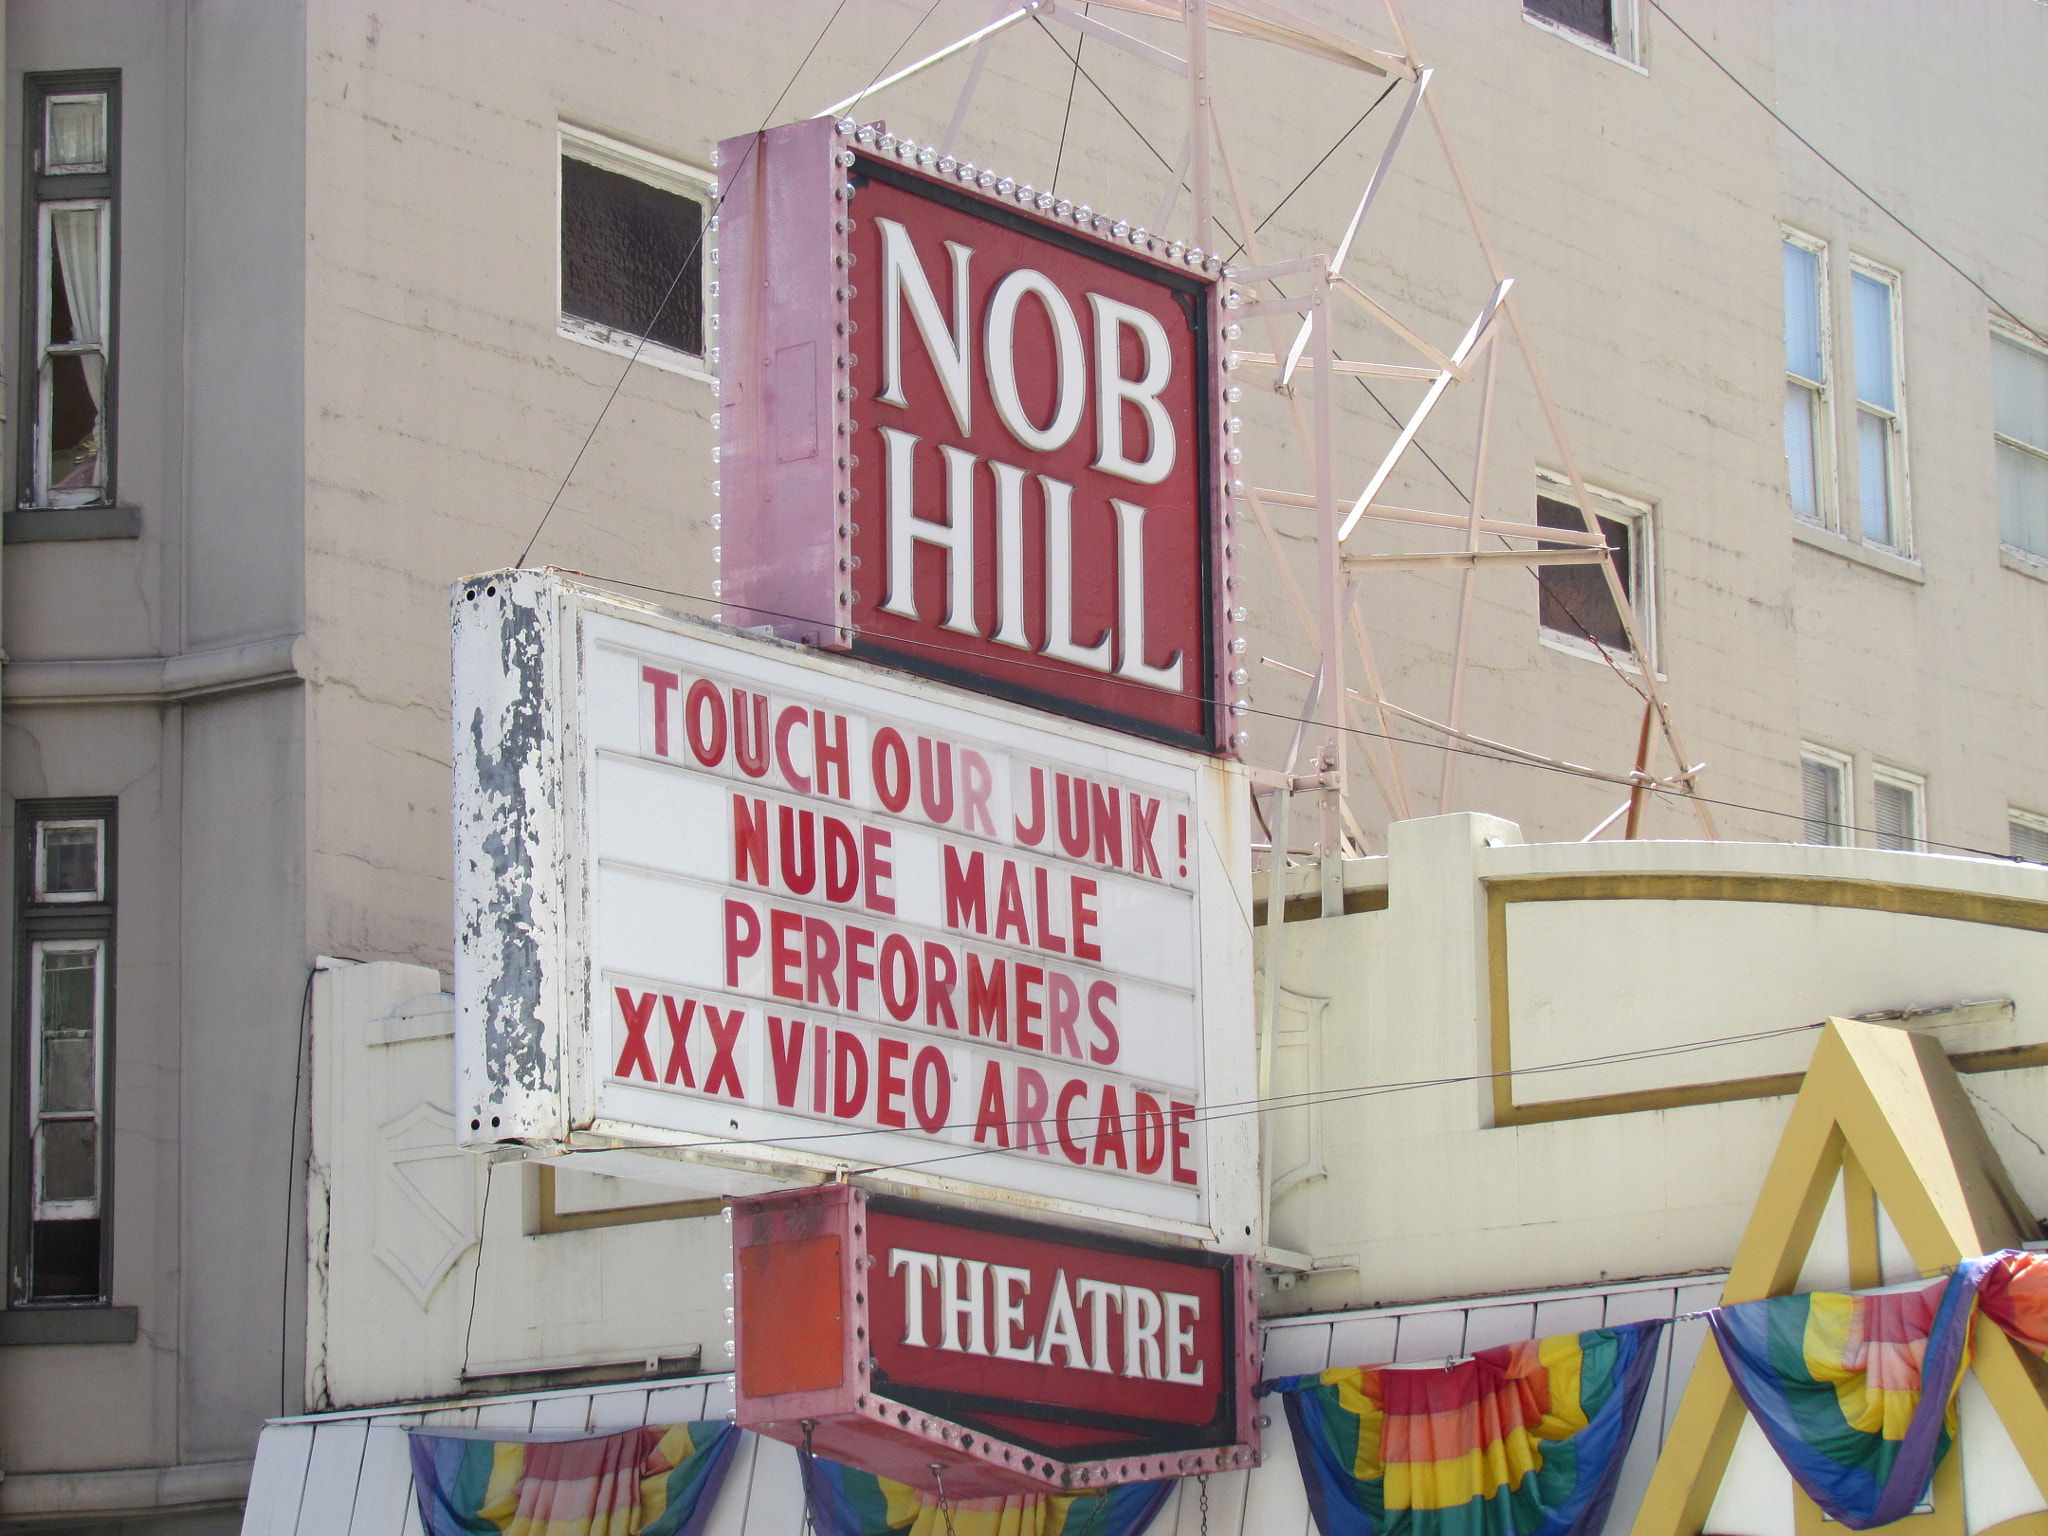 NOB
HILL
TOUCH OUR JUNK!
NUDE MALE
PERFORMERS
XXX VIDEO ARCADE
THEATRE